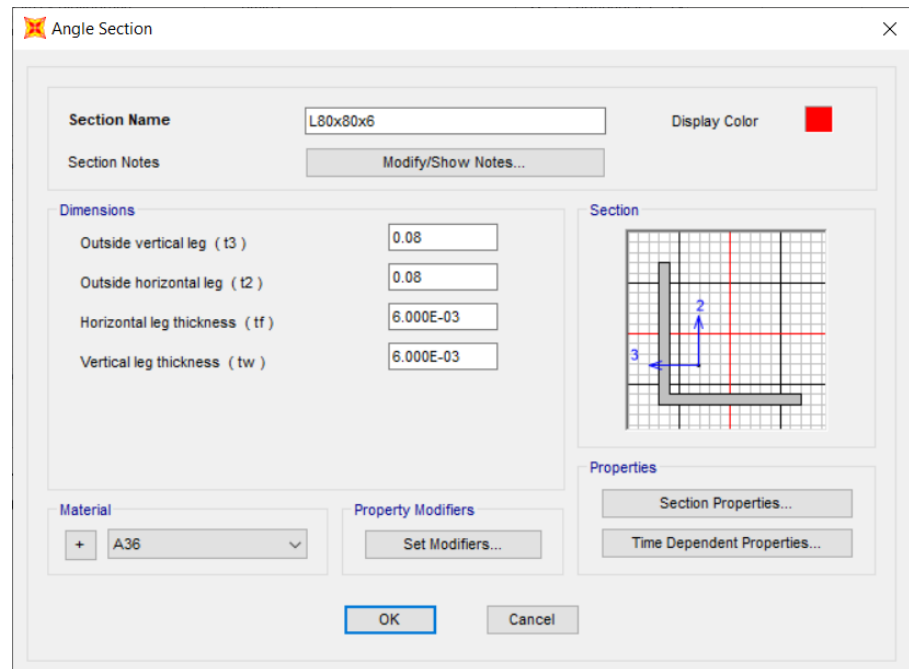 Angle Section
Section Name L80x80x6 Display Color
Section Notes Modify/Show Notes...
Dimensions
Outside vertical leg ( t3 ) 0.08
Outside horizontal leg ( t2 ) 0.08
Horizontal leg thickness ( tf ) 6.000E-03
Vertical leg thickness ( tw ) 6.000E-03
Section
2
3
Properties
Section Properties...
Time Dependent Properties...
Material
+ A36
Property Modifiers
Set Modifiers...
OK Cancel